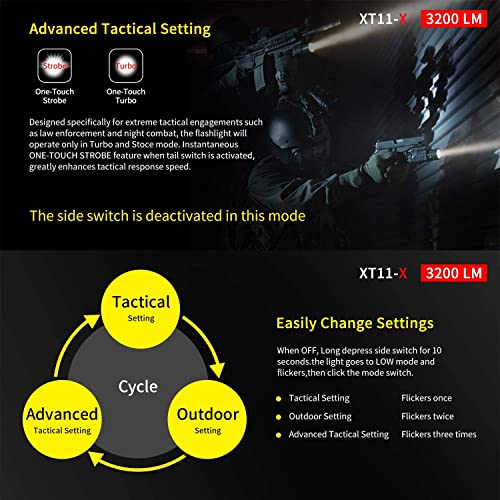 Advanced Tactical Setting
XT11-X 3200 LM
Strobe Turbo
One-Touch One-Touch
Strobe Turbo
Designed specifically for extreme tactical engagements such
as law enforcement and night combat, the flashlight will
operate only in Turbo and Stoce mode. Instantaneous
ONE-TOUCH STROBE feature when tail switch is activated,
greatly enhances tactical response speed.
The side switch is deactivated in this mode
XT11-X 3200 LM
Tactical
Setting
Cycle
Advanced
Tactical Setting
Outdoor
Setting
Easily Change Settings
When OFF, Long depress side switch for 10
seconds.the light goes to LOW mode and
flickers,then click the mode switch.
Tactical Setting Flickers once
Outdoor Setting Flickers twice
Advanced Tactical Setting Flickers three times